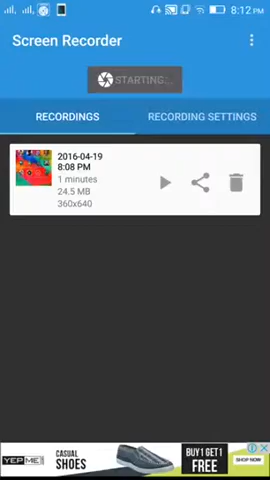 8:12 PM
Screen Recorder
STARTING...
RECORDINGS
RECORDING SETTINGS
2016-04-19
8:08 PM
1 minutes
24.5 MB
360x640
YEPME
CASUAL
SHOES
BUY 1 GET 1
FREE
SHOP NOW